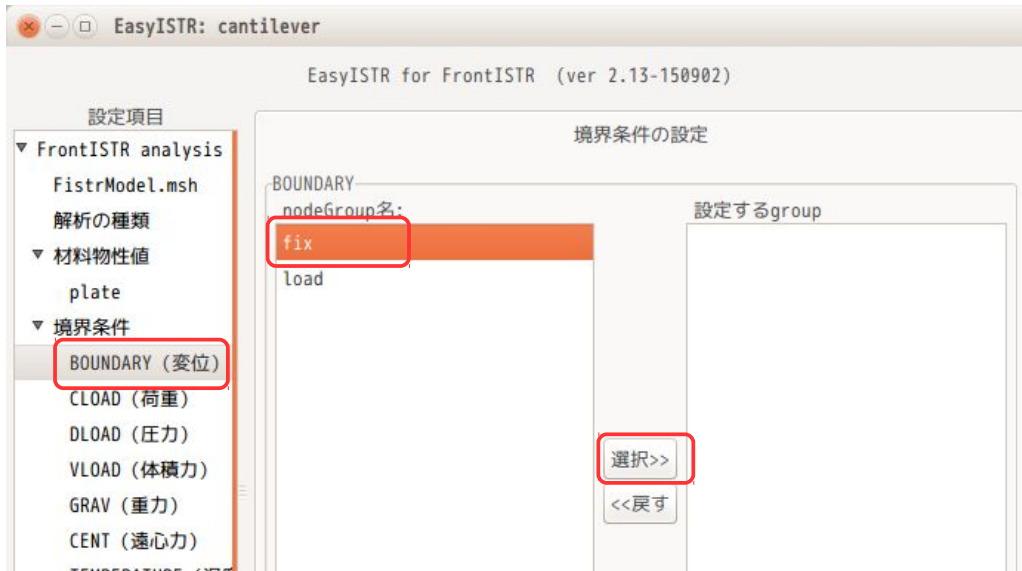 EasyISTR: cantilever
EasyISTR for FrontISTR (ver 2.13-150902)
設定項目
FrontISTR analysis
FistrModel.msh
解析の種類
材料物性値
plate
境界条件
BOUNDARY (変位)
CLOAD (荷重)
DLOAD (圧力)
VLOAD (体積力)
GRAV (重力)
CENT (遠心力)
境界条件の設定
BOUNDARY
nodeGroup名:
fix
load
選択>>
<<戻す
設定するgroup